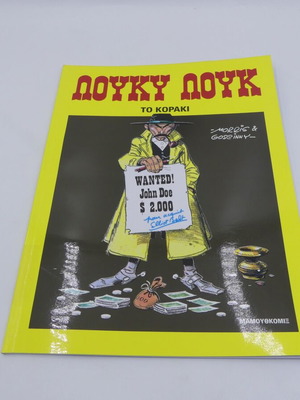 ΛΟΥΚΥ ΛΟΥΚ
ΤΟ ΚΟΡΑΚΙ
MORRIS &
GOSCINNY
WANTED!
John Doe
$ 2.000
ΜΑΜΟΥΘΚΟΜΙΞ